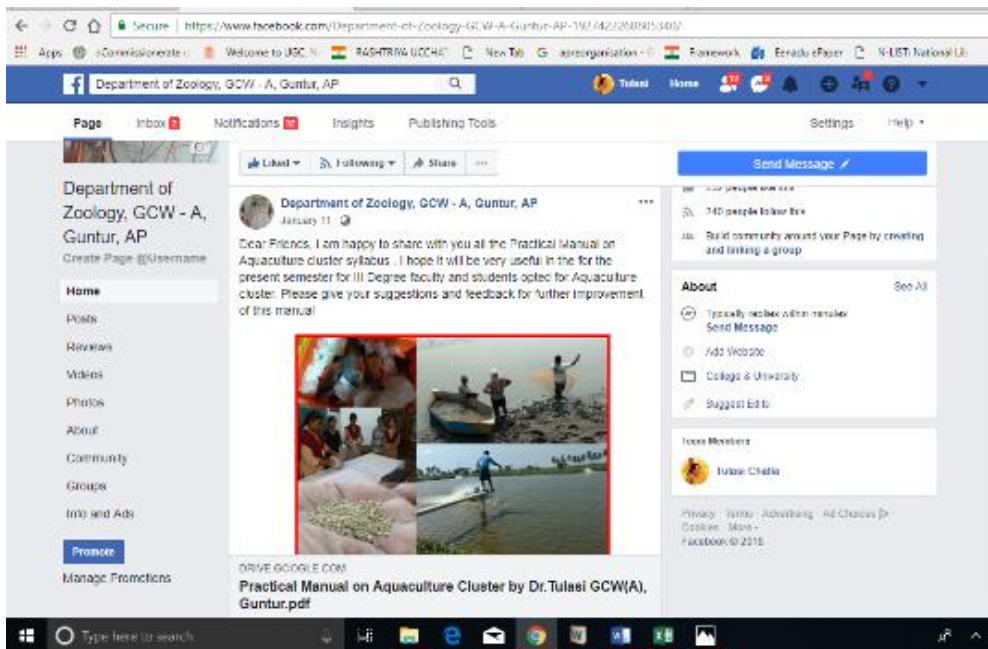 Secure https://www.facebook.com/Department-of-Zoology-GCW-A-Guntur-AP-
Apps Welcome to UGC, N New Tab G Framework Eenadu ePaper
Department of Zoology, GCW - A, Guntur, AP Tulasi Home
Page Inbox Notifications Insights Publishing Tools Settings Help
Liked Following Share ... Send Message
Department of
Zoology, GCW - A,
Guntur, AP
Create Page @Username
Home
Posts
Reviews
Videos
Photos
About
Community
Groups
Info and Ads
Promote
Manage Promotions
Department of Zoology, GCW - A, Guntur, AP
January 11
Dear Friends, I am happy to share with you all the Practical Manual on
Aquaculture cluster syllabus . I hope it will be very useful in the for the
present semester for III Degree faculty and students opted for Aquaculture
cluster. Please give your suggestions and feedback for further improvement
of this manual
DRIVE.GOOGLE.COM
Practical Manual on Aquaculture Cluster by Dr.Tulasi GCW(A),
Guntur.pdf
people like this
740 people follow this
Build community around your Page by creating
and linking a group
About See All
Typically replies within minutes
Send Message
Add Website
College & University
Suggest Edits
Team Members
Tulasi Challa
Privacy · Terms · Advertising · Ad Choices
Cookies · More
Facebook ©
Type here to search